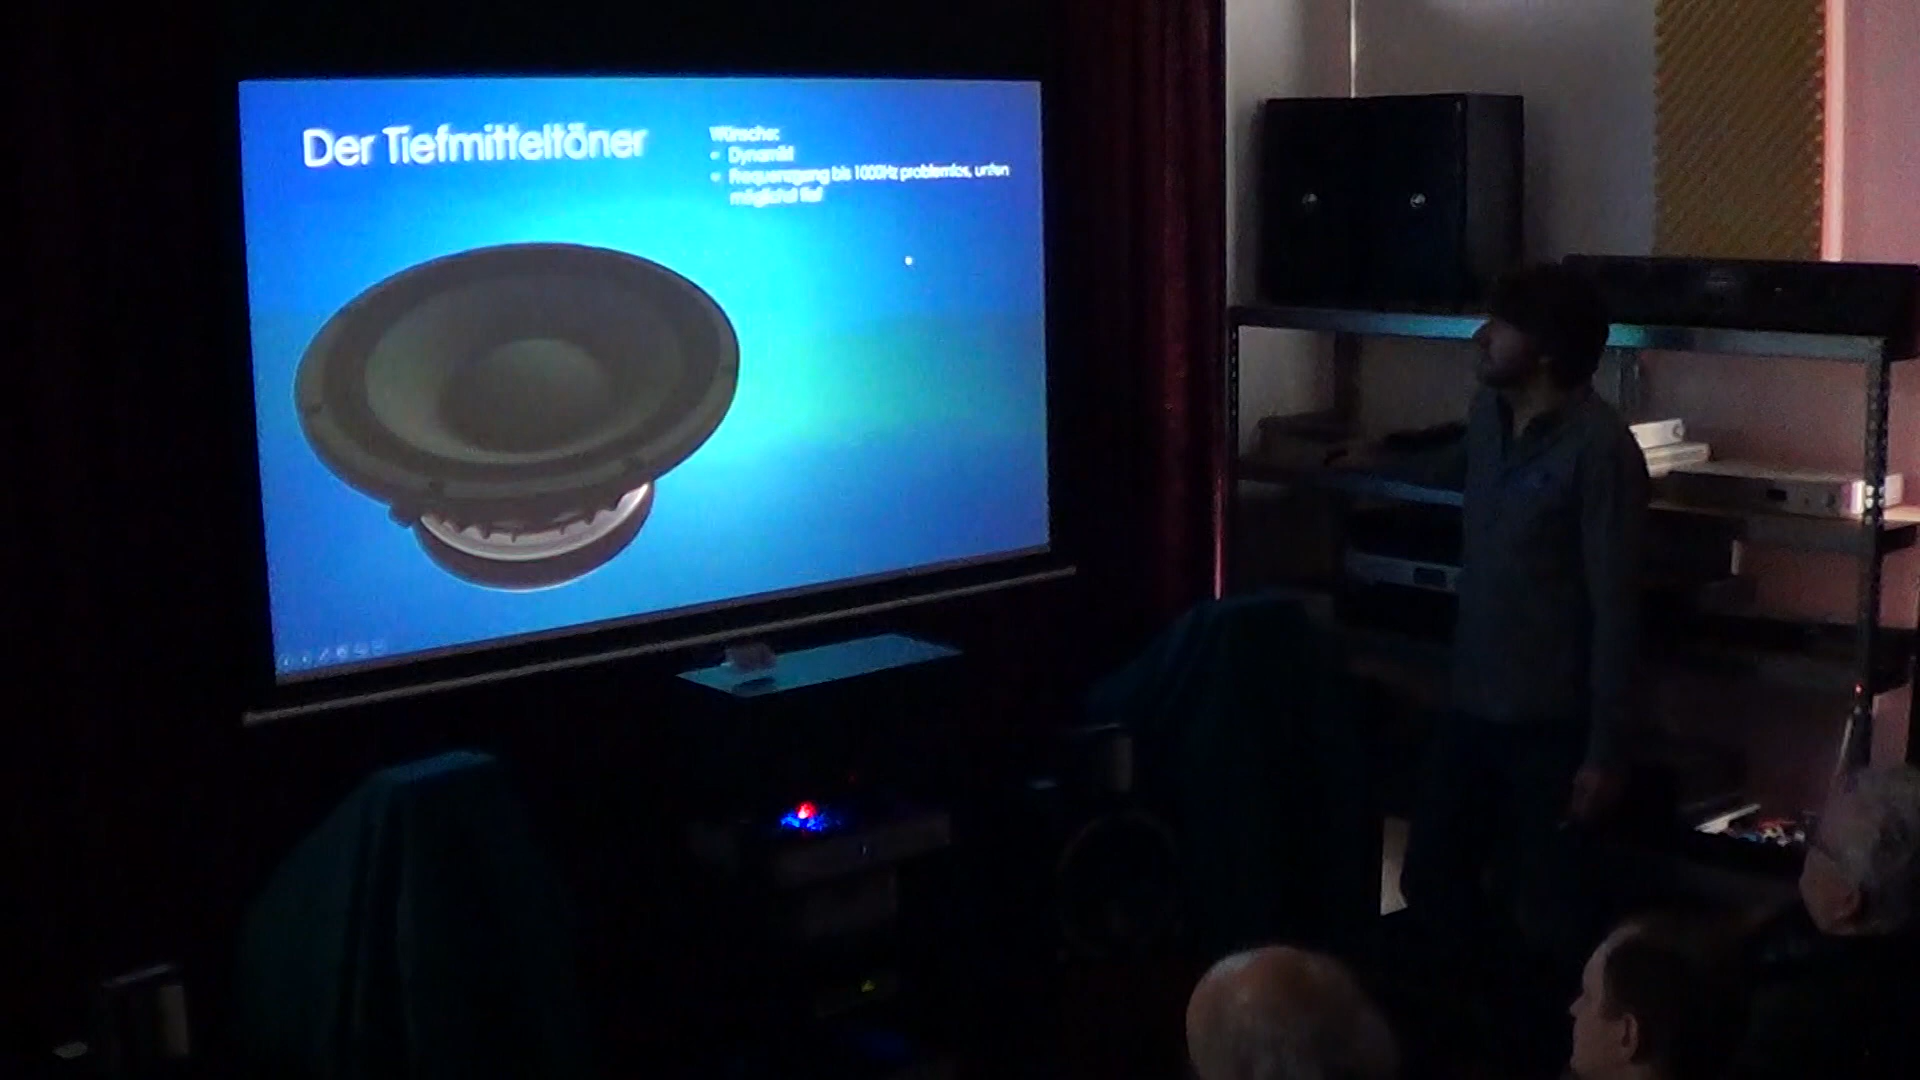 Der Tiefmitteltöner
Wünsche:
Dynamik
Frequenzgang bis 1000Hz problemlos, unten
möglichst tief